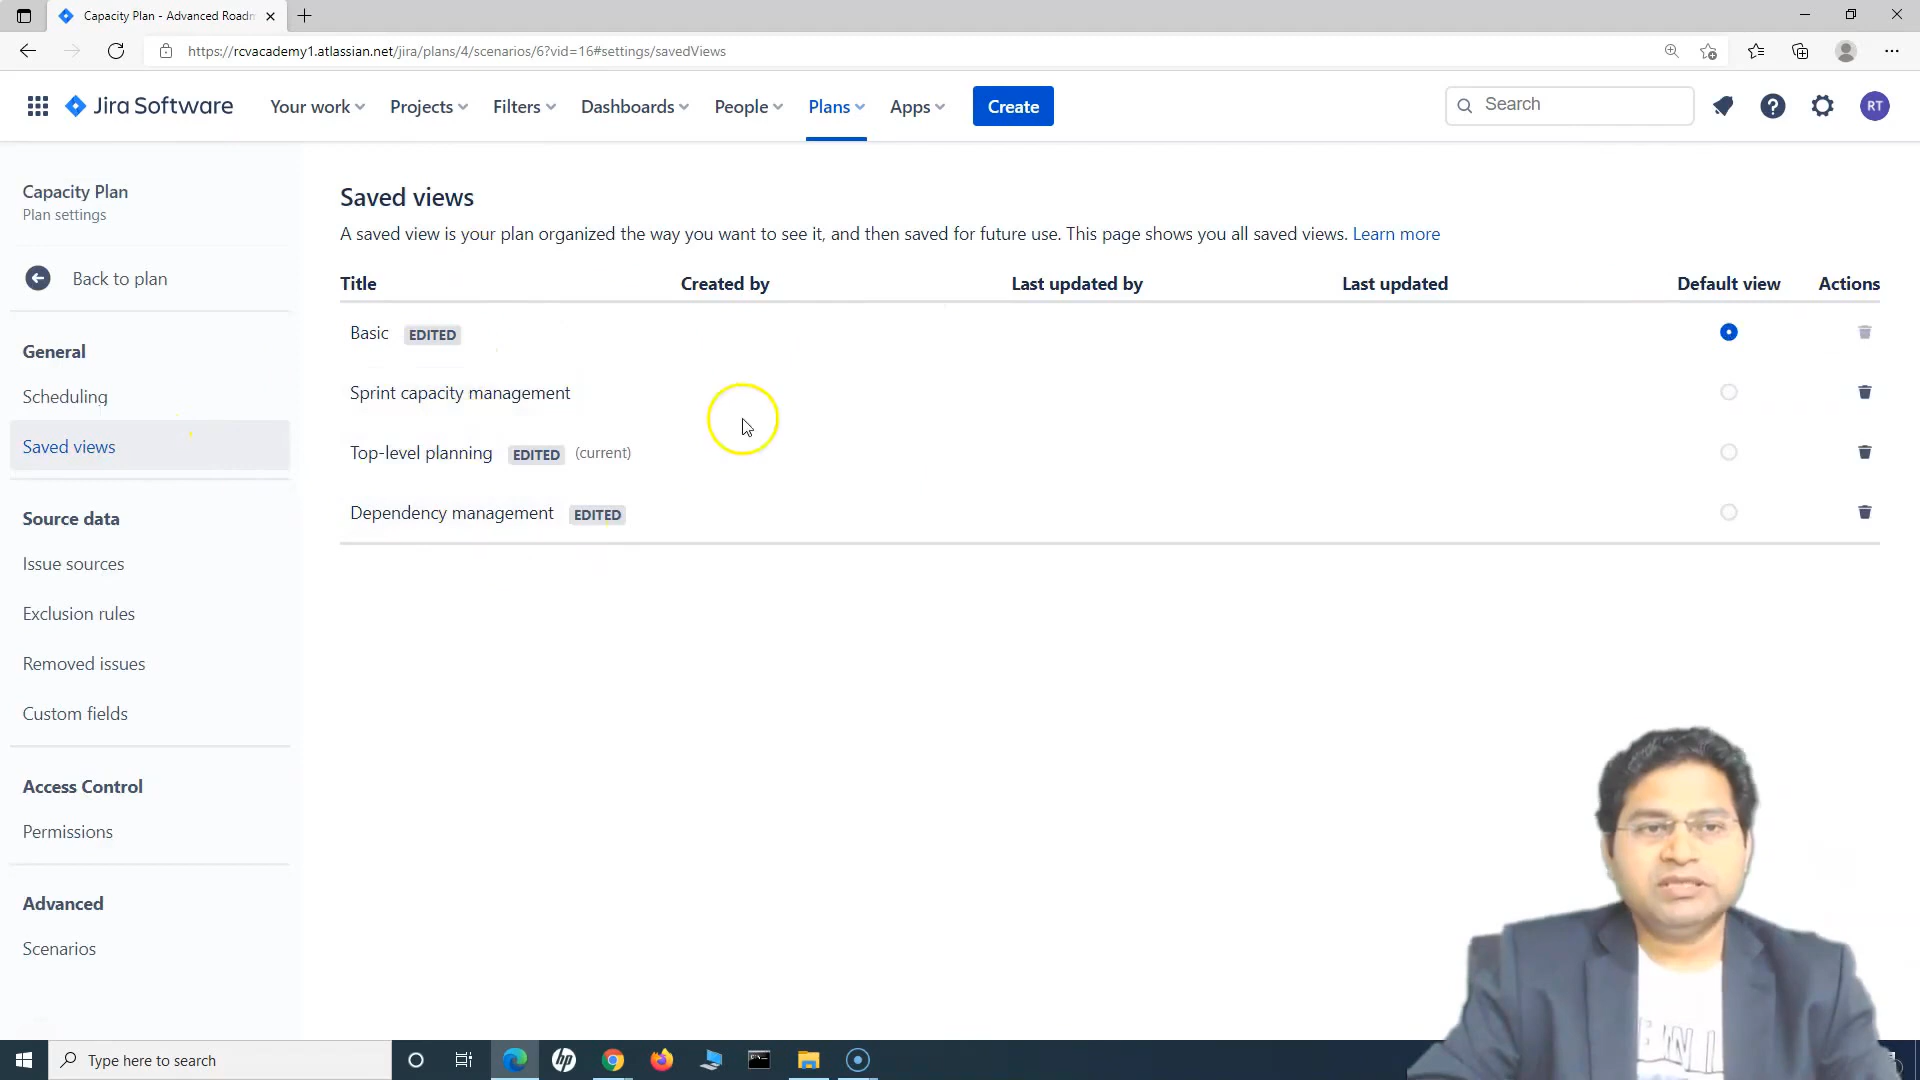 Capacity Plan - Advanced Roadm
https://rcvacademy1.atlassian.net/jira/plans/4/scenarios/6?vid=16#settings/savedViews
Jira Software
Your work
Projects
Filters
Dashboards
People
Plans
Apps
Create
Search
RT
Capacity Plan
Plan settings
Back to plan
General
Scheduling
Saved views
Source data
Issue sources
Exclusion rules
Removed issues
Custom fields
Access Control
Permissions
Advanced
Scenarios
Saved views
A saved view is your plan organized the way you want to see it, and then saved for future use. This page shows you all saved views. Learn more
Title Created by Last updated by Last updated Default view Actions
Basic EDITED
Sprint capacity management
Top-level planning EDITED (current)
Dependency management EDITED
Type here to search
hp